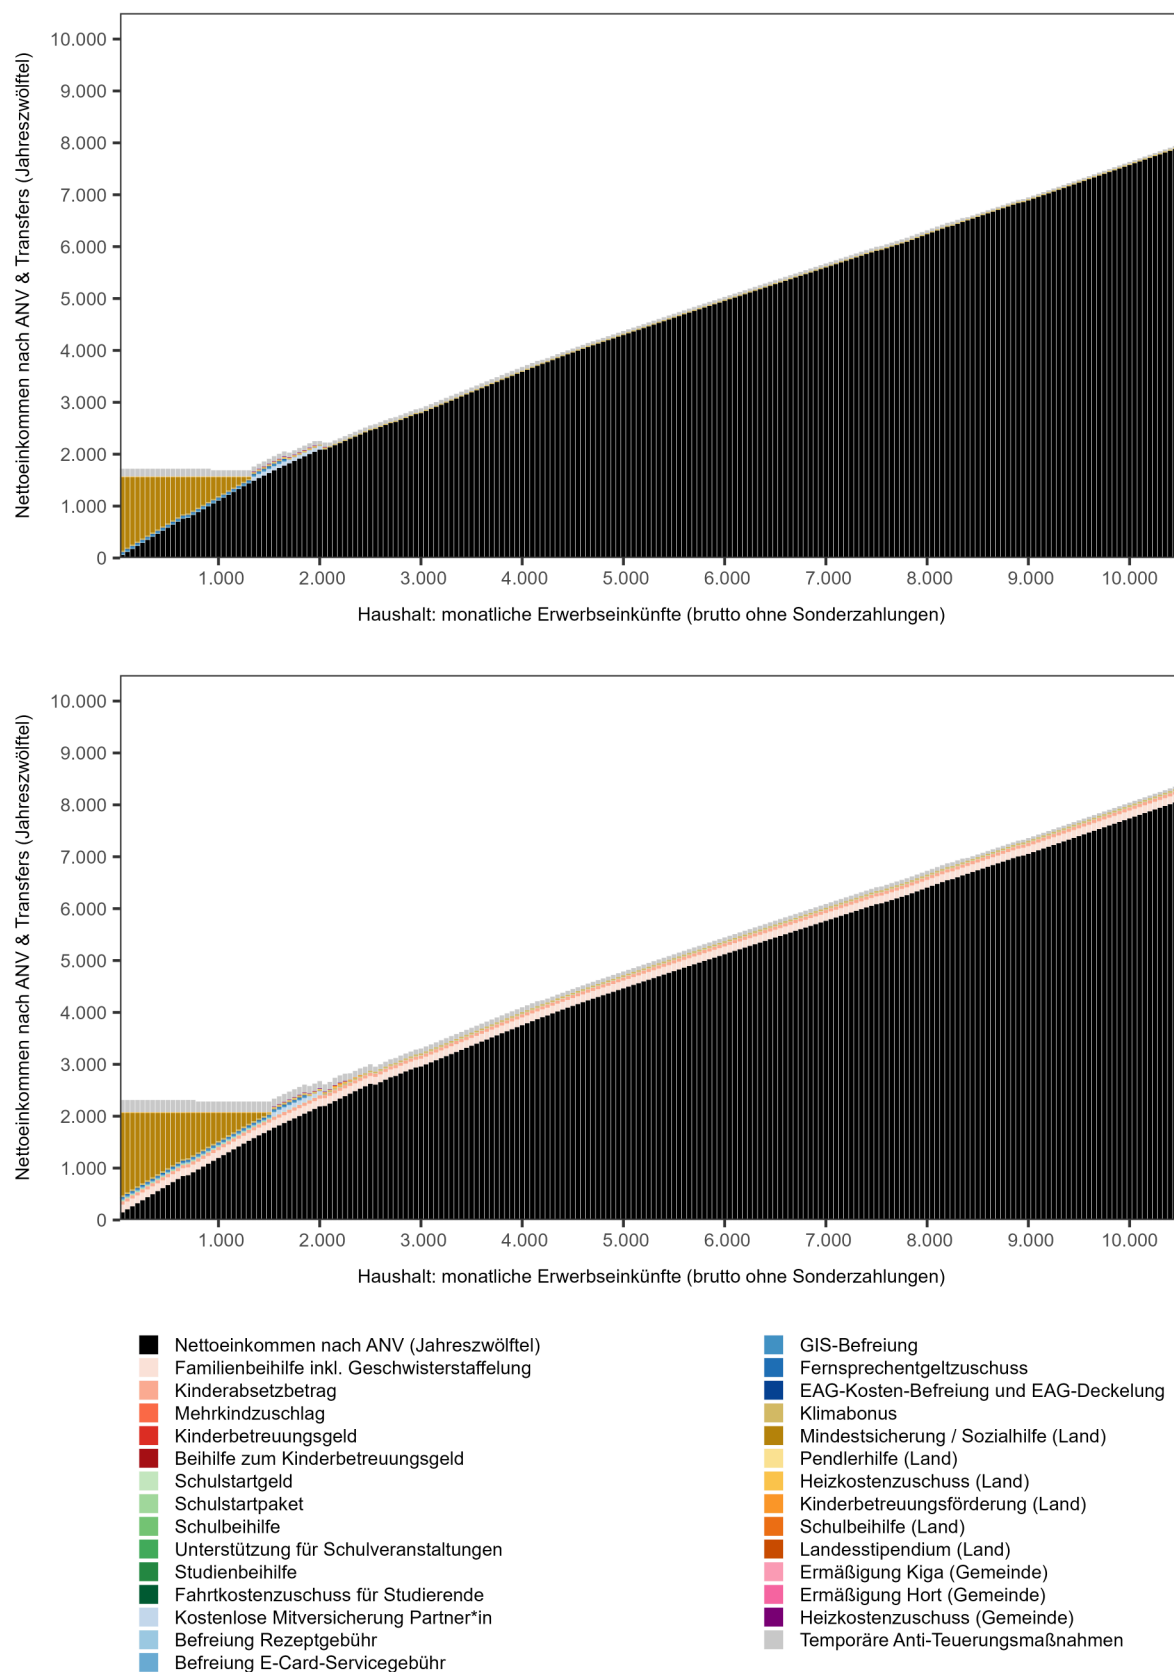 Nettoeinkommen nach ANV & Transfers (Jahreszwölftel)
10.000
9.000
8.000
7.000
6.000
5.000
4.000
3.000
2.000
1.000
0
1.000 2.000 3.000 4.000 5.000 6.000 7.000 8.000 9.000 10.000
Haushalt: monatliche Erwerbseinkünfte (brutto ohne Sonderzahlungen)
Nettoeinkommen nach ANV & Transfers (Jahreszwölftel)
10.000
9.000
8.000
7.000
6.000
5.000
4.000
3.000
2.000
1.000
0
1.000 2.000 3.000 4.000 5.000 6.000 7.000 8.000 9.000 10.000
Haushalt: monatliche Erwerbseinkünfte (brutto ohne Sonderzahlungen)
Nettoeinkommen nach ANV (Jahreszwölftel)
Familienbeihilfe inkl. Geschwisterstaffelung
Kinderabsetzbetrag
Mehrkindzuschlag
Kinderbetreuungsgeld
Beihilfe zum Kinderbetreuungsgeld
Schulstartgeld
Schulstartpaket
Schulbeihilfe
Unterstützung für Schulveranstaltungen
Studienbeihilfe
Fahrtkostenzuschuss für Studierende
Kostenlose Mitversicherung Partner*in
Befreiung Rezeptgebühr
Befreiung E-Card-Servicegebühr
GIS-Befreiung
Fernsprechentgeltzuschuss
EAG-Kosten-Befreiung und EAG-Deckelung
Klimabonus
Mindestsicherung / Sozialhilfe (Land)
Pendlerhilfe (Land)
Heizkostenzuschuss (Land)
Kinderbetreuungsförderung (Land)
Schulbeihilfe (Land)
Landesstipendium (Land)
Ermäßigung Kiga (Gemeinde)
Ermäßigung Hort (Gemeinde)
Heizkostenzuschuss (Gemeinde)
Temporäre Anti-Teuerungsmaßnahmen